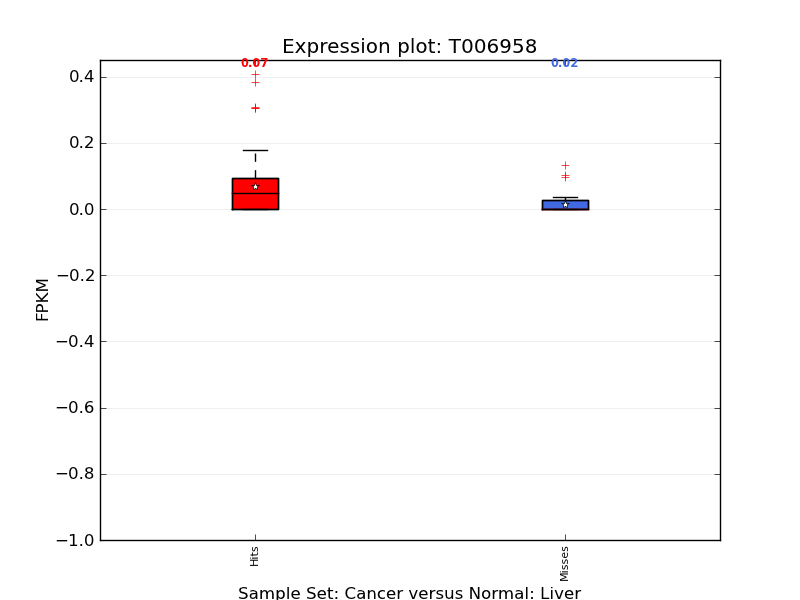 Expression plot: T006958
0.07
0.02
0.4
0.2
0.0
−0.2
−0.4
−0.6
−0.8
−1.0
FPKM
Hits
Misses
Sample Set: Cancer versus Normal: Liver